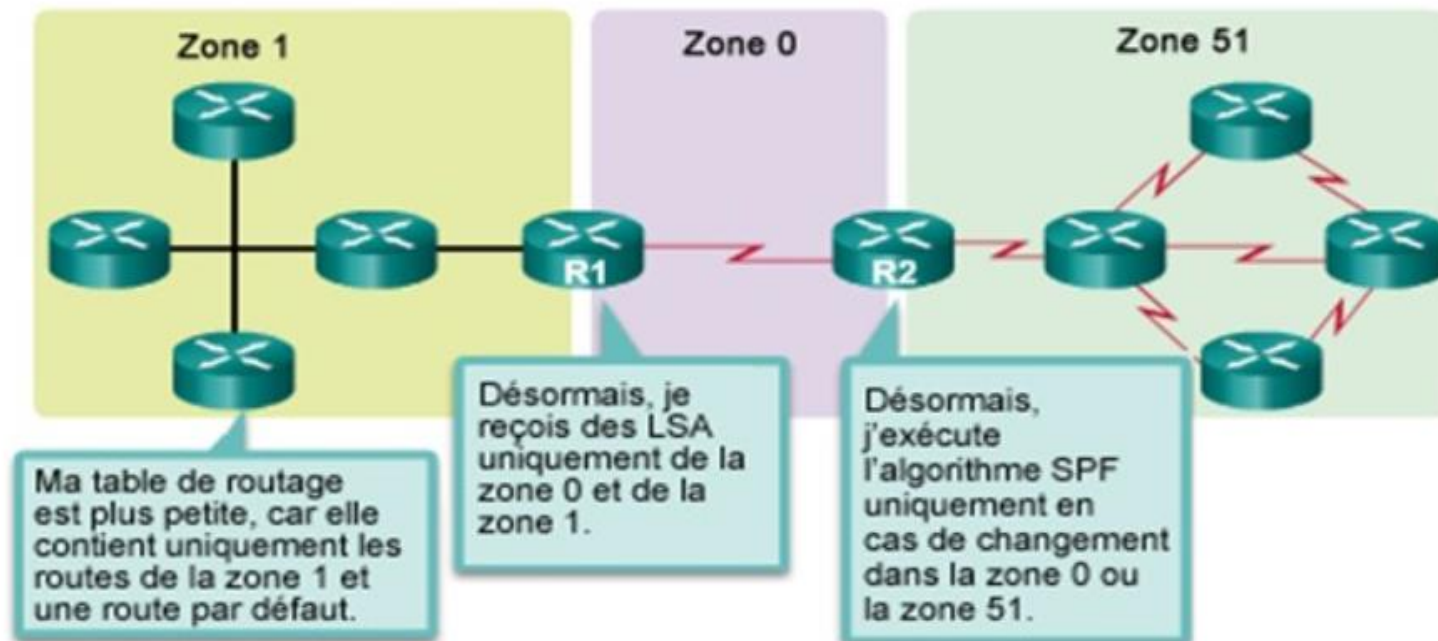 Zone 1
Zone 0
Zone 51
R1
R2
Ma table de routage
est plus petite, car elle
contient uniquement les
routes de la zone 1 et
une route par défaut.
Désormais, je
reçois des LSA
uniquement de la
zone 0 et de la
zone 1.
Désormais,
j'exécute
l'algorithme SPF
uniquement en
cas de changement
dans la zone 0 ou
la zone 51.